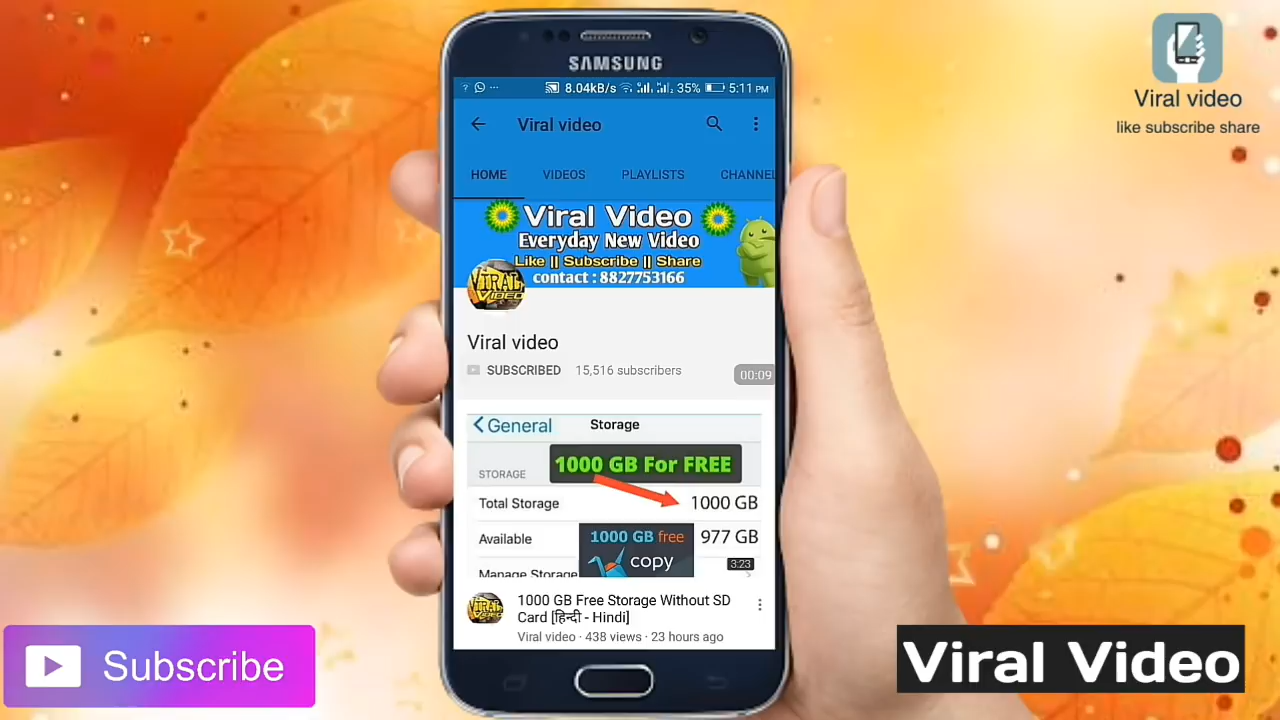 SAMSUNG
? ... 8.04kB/s 35% 5:11 PM
Viral video
HOME VIDEOS PLAYLISTS CHANNEL
Viral Video
Everyday New Video
Like || Subscribe || Share
contact : 8827753166
VIRAL
VIDEO
Viral video
SUBSCRIBED 15,516 subscribers
00:09
General Storage
1000 GB For FREE
STORAGE
Total Storage 1000 GB
Available 977 GB
1000 GB free
copy
Manage Storage
3:23
1000 GB Free Storage Without SD
Card [हिन्दी - Hindi]
Viral video · 438 views · 23 hours ago
Viral video
like subscribe share
Subscribe
Viral Video